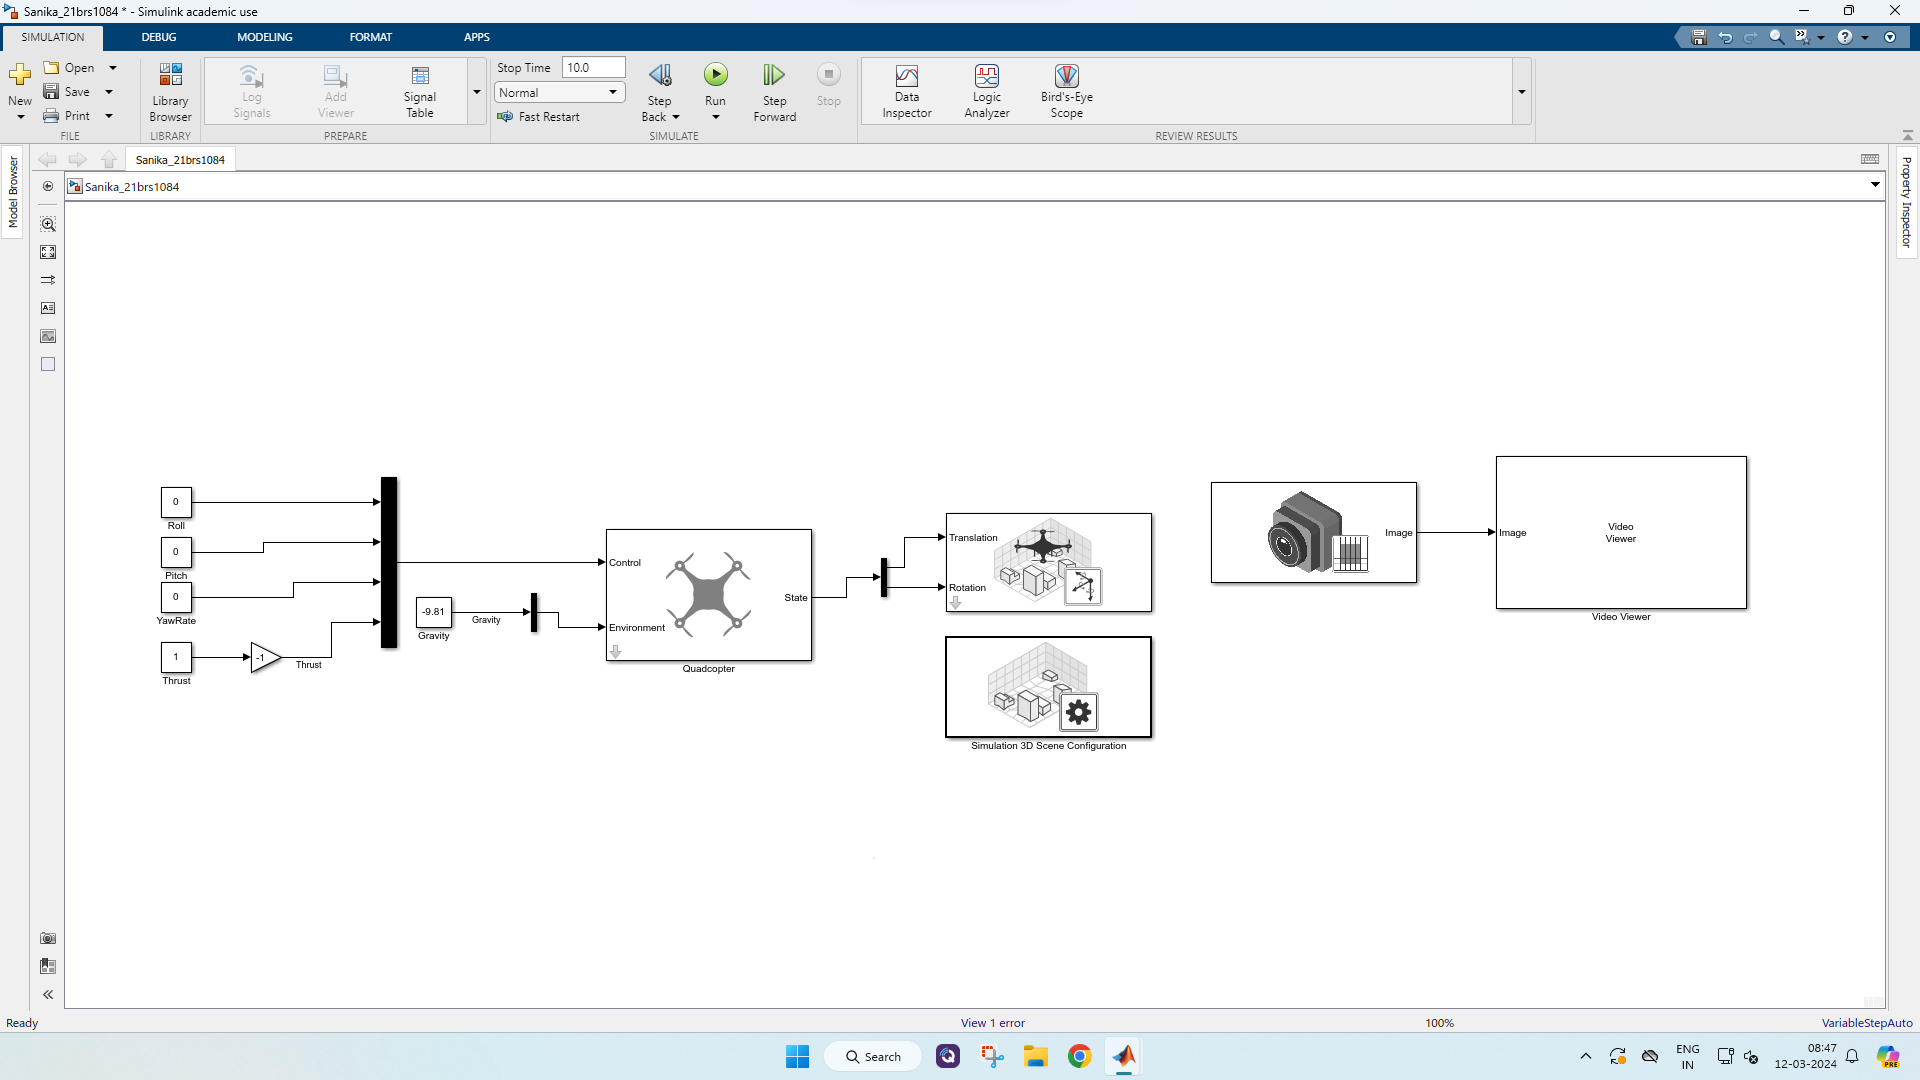 Sanika_21brs1084 * - Simulink academic use
SIMULATION
DEBUG
MODELING
FORMAT
APPS
New
Open
Save
Print
FILE
Library
Browser
LIBRARY
Log
Signals
Add
Viewer
Signal
Table
PREPARE
Stop Time 10.0
Normal
Fast Restart
Step
Back
Run
Step
Forward
Stop
SIMULATE
Data
Inspector
Logic
Analyzer
Bird's-Eye
Scope
REVIEW RESULTS
Model Browser
Sanika_21brs1084
Sanika_21brs1084
Property Inspector
0
Roll
0
Pitch
0
YawRate
1
Thrust
-1
Thrust
-9.81
Gravity
Gravity
Control
Environment
State
Quadcopter
Translation
Rotation
Simulation 3D Scene Configuration
Image
Image
Video
Viewer
Video Viewer
Ready
View 1 error
100%
VariableStepAuto
Search
ENG
IN
08:47
12-03-2024
PRE